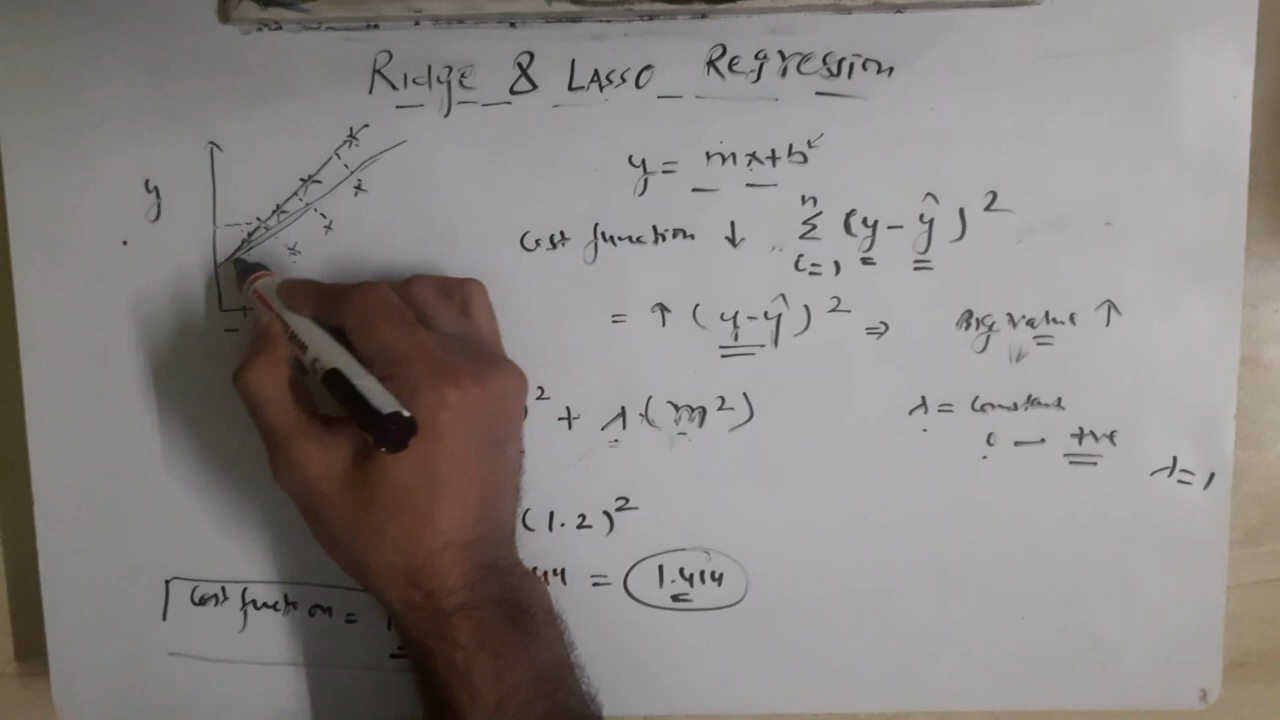 Ridge & LASSO Regression
y = mx+b
y
Cost function ↓ n Σ i=1 (y-ŷ)²
= ↑ (y-ŷ)² ⇒ Big value ↑
)² + λ (m²)
λ = Constant
0 — +ve
λ=1
(1.2)²
44 = 1.414
Cost function =